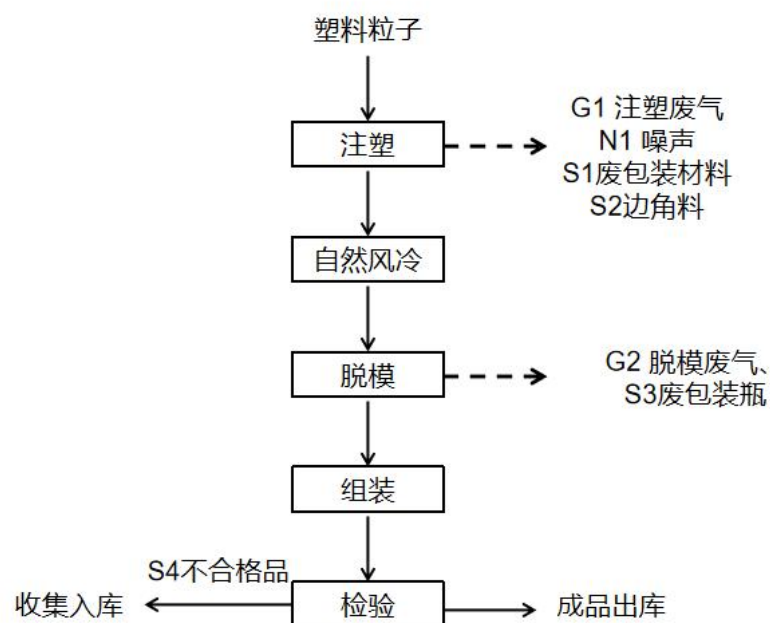 塑料粒子
注塑
G1 注塑废气
N1 噪声
S1废包装材料
S2边角料
自然风冷
脱模
G2 脱模废气、
S3废包装瓶
组装
S4不合格品
收集入库
检验
成品出库